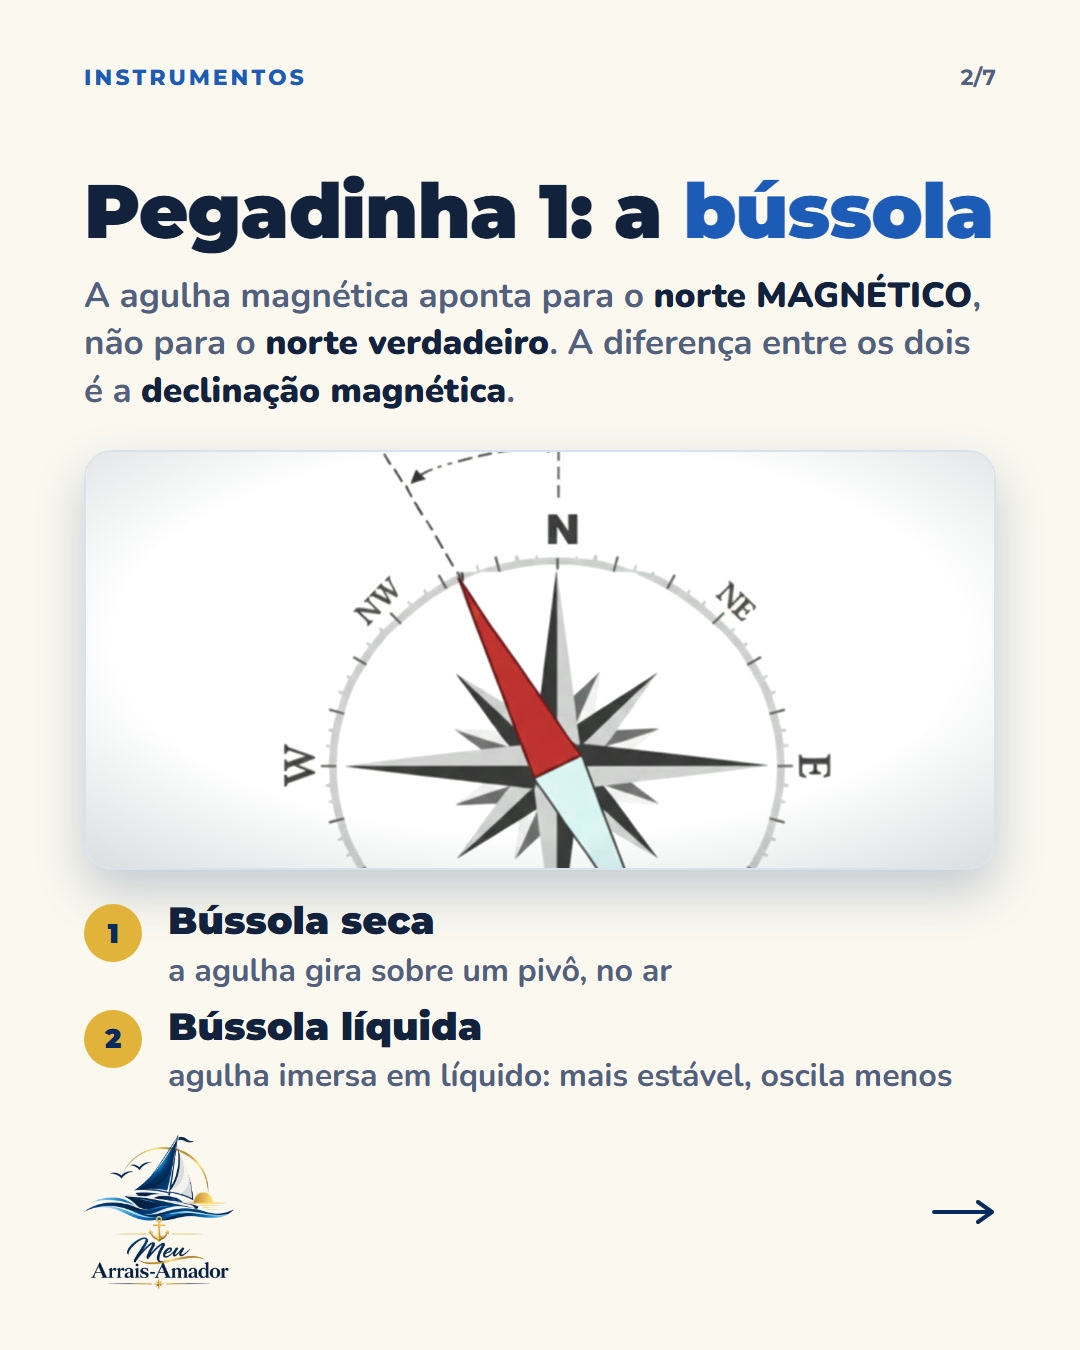 INSTRUMENTOS
2/7
Pegadinha 1: a bússola
A agulha magnética aponta para o norte MAGNÉTICO,
não para o norte verdadeiro. A diferença entre os dois
é a declinação magnética.
N
NW
NE
W
E
1
Bússola seca
a agulha gira sobre um pivô, no ar
2
Bússola líquida
agulha imersa em líquido: mais estável, oscila menos
Meu
Arrais-Amador